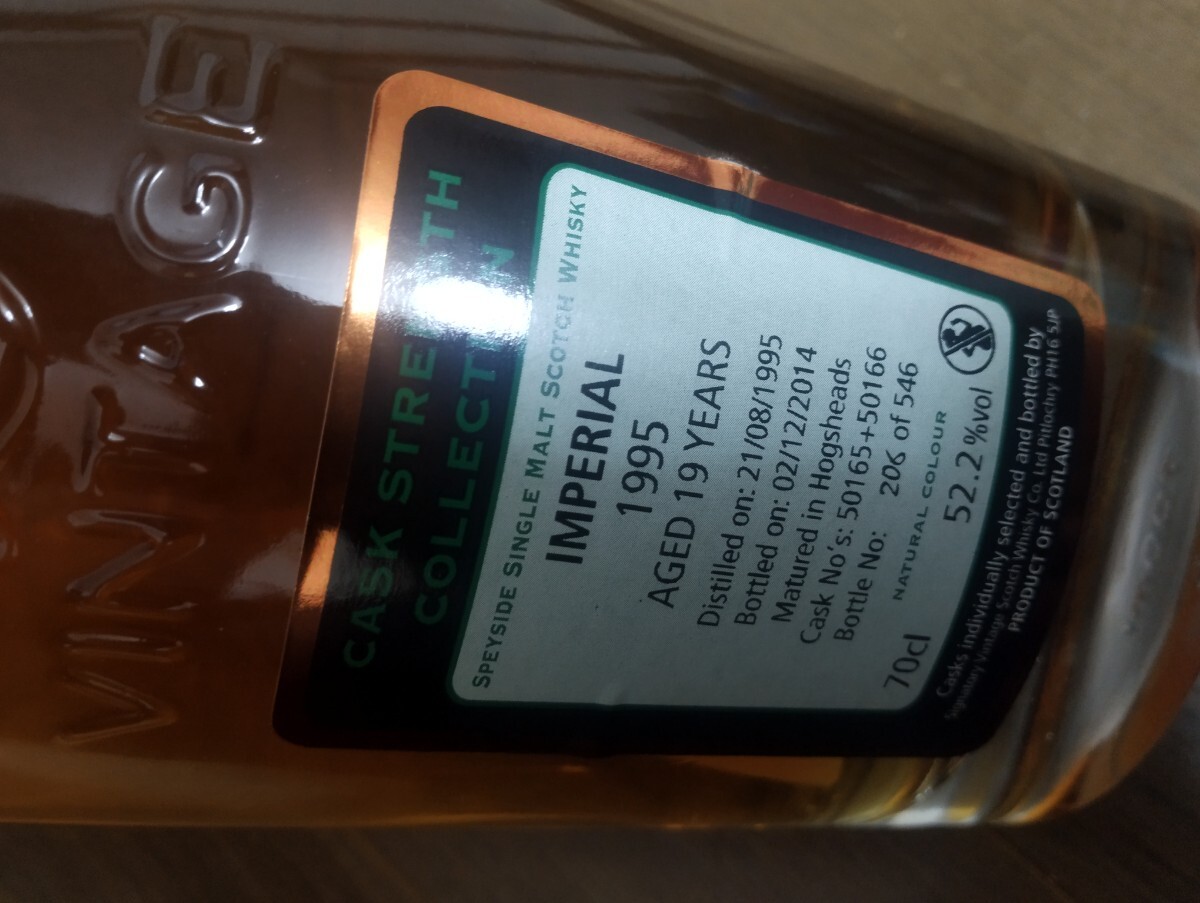 VINTAGE
CASK STRENGTH
COLLECTION
SPEYSIDE SINGLE MALT SCOTCH WHISKY
IMPERIAL
1995
AGED 19 YEARS
Distilled on: 21/08/1995
Bottled on: 02/12/2014
Matured in Hogsheads
Cask No's: 50165+50166
Bottle No: 206 of 546
NATURAL COLOUR
70cl 52.2%vol
Casks individually selected and bottled by
Signatory Vintage Scotch Whisky Co. Ltd Pitlochry PH16 5JP
PRODUCT OF SCOTLAND